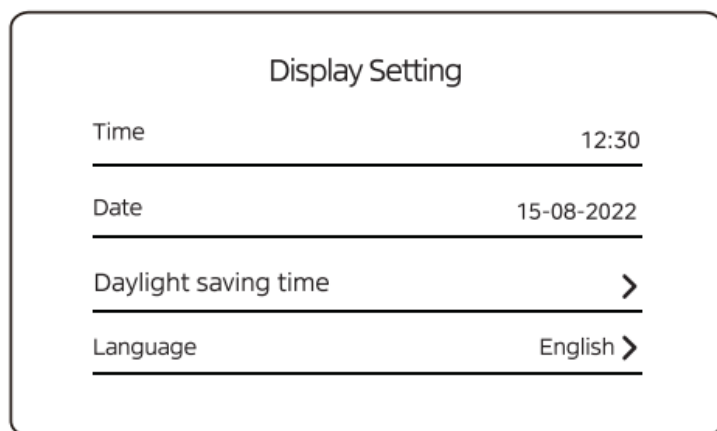 Display Setting
Time 12:30
Date 15-08-2022
Daylight saving time
Language English